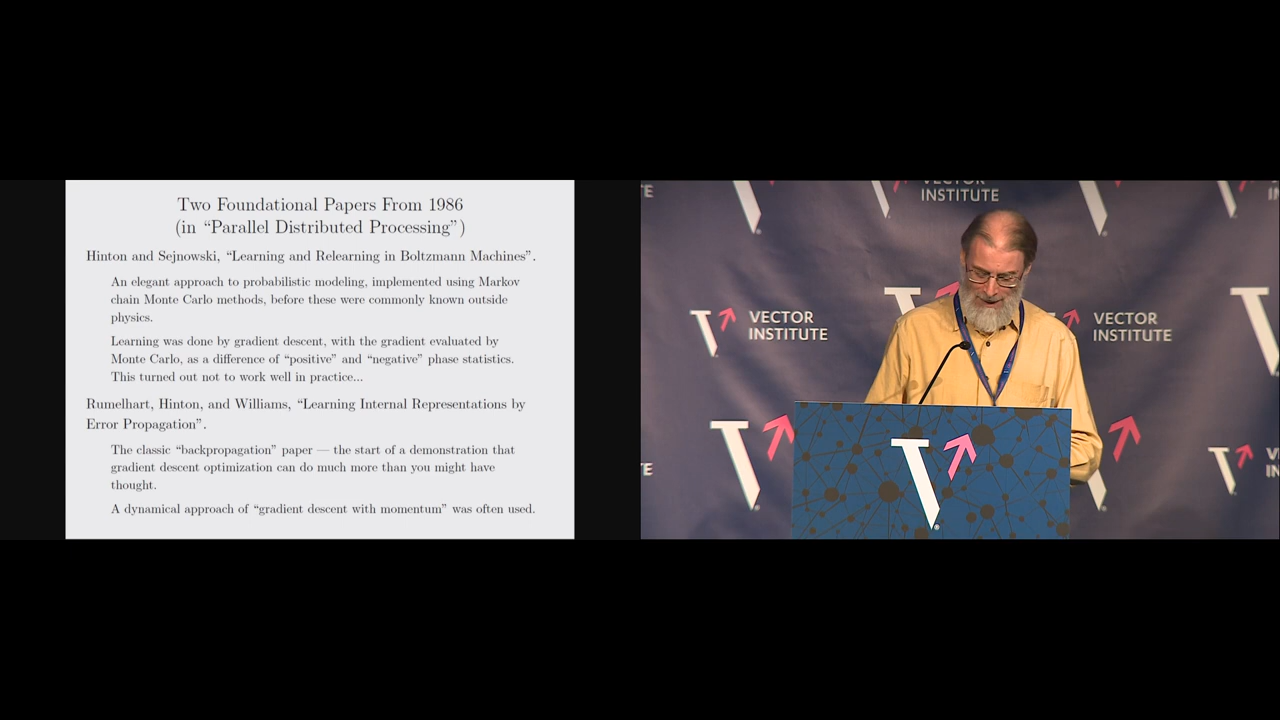 Two Foundational Papers From 1986
(in “Parallel Distributed Processing”)
Hinton and Sejnowski, “Learning and Relearning in Boltzmann Machines”.
An elegant approach to probabilistic modeling, implemented using Markov
chain Monte Carlo methods, before these were commonly known outside
physics.
Learning was done by gradient descent, with the gradient evaluated by
Monte Carlo, as a difference of “positive” and “negative” phase statistics.
This turned out not to work well in practice...
Rumelhart, Hinton, and Williams, “Learning Internal Representations by
Error Propagation”.
The classic “backpropagation” paper — the start of a demonstration that
gradient descent optimization can do much more than you might have
thought.
A dynamical approach of “gradient descent with momentum” was often used.
VECTOR
INSTITUTE
VECTOR
INSTITUTE
VECTOR
INSTITUTE